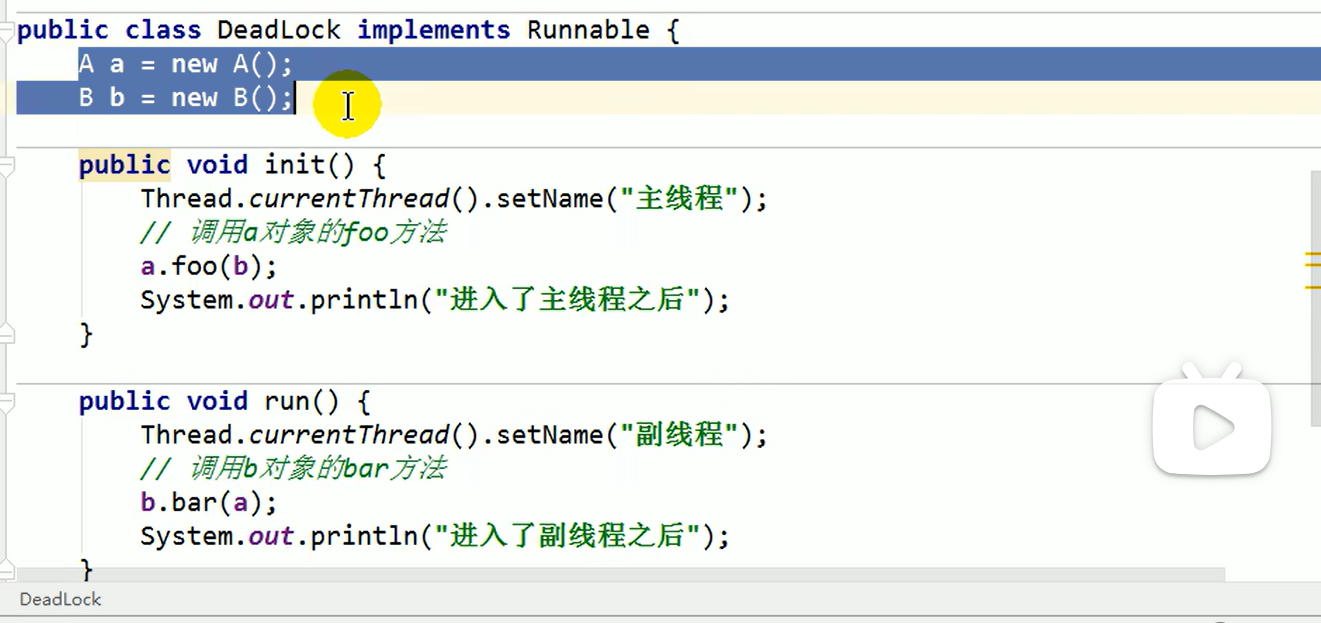 public class DeadLock implements Runnable {
A a = new A();
B b = new B();
public void init() {
Thread.currentThread().setName("主线程");
// 调用a对象的foo方法
a.foo(b);
System.out.println("进入了主线程之后");
}
public void run() {
Thread.currentThread().setName("副线程");
// 调用b对象的bar方法
b.bar(a);
System.out.println("进入了副线程之后");
}
DeadLock